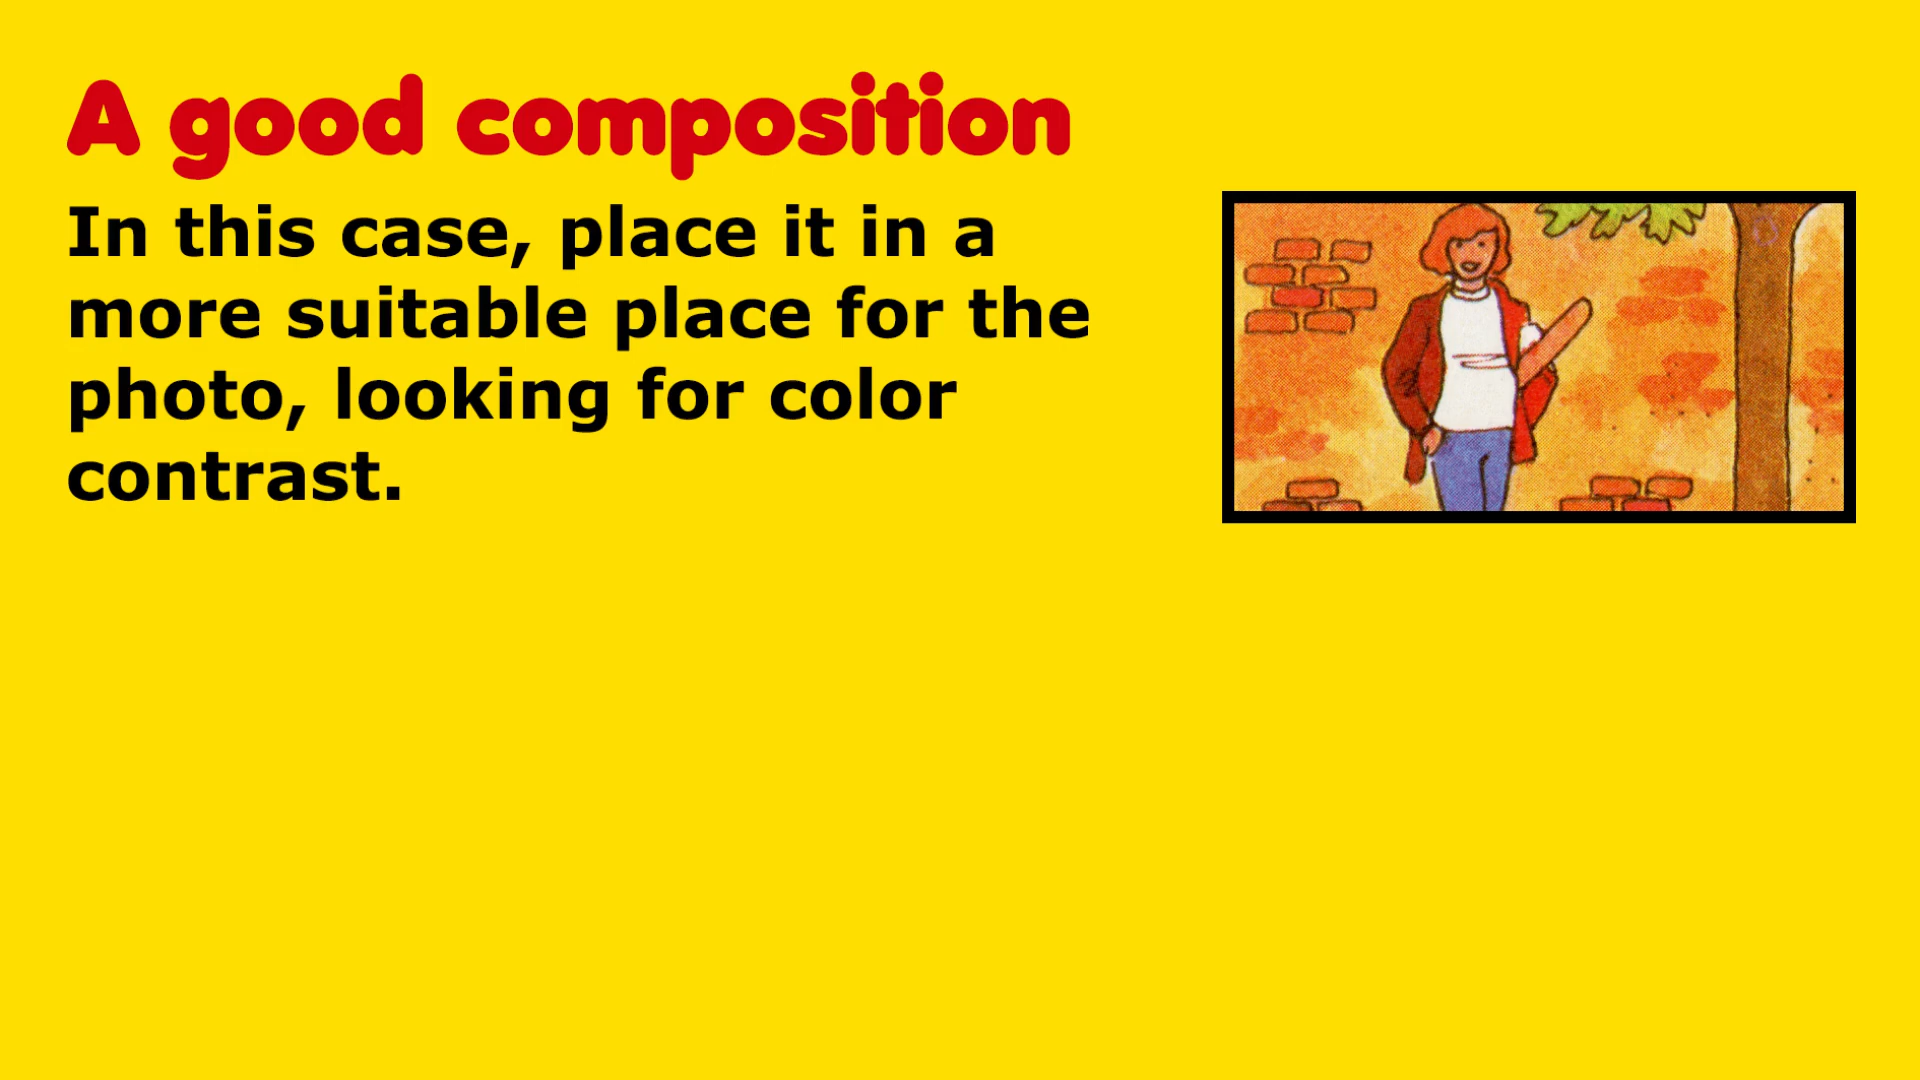 A good composition
In this case, place it in a
more suitable place for the
photo, looking for color
contrast.